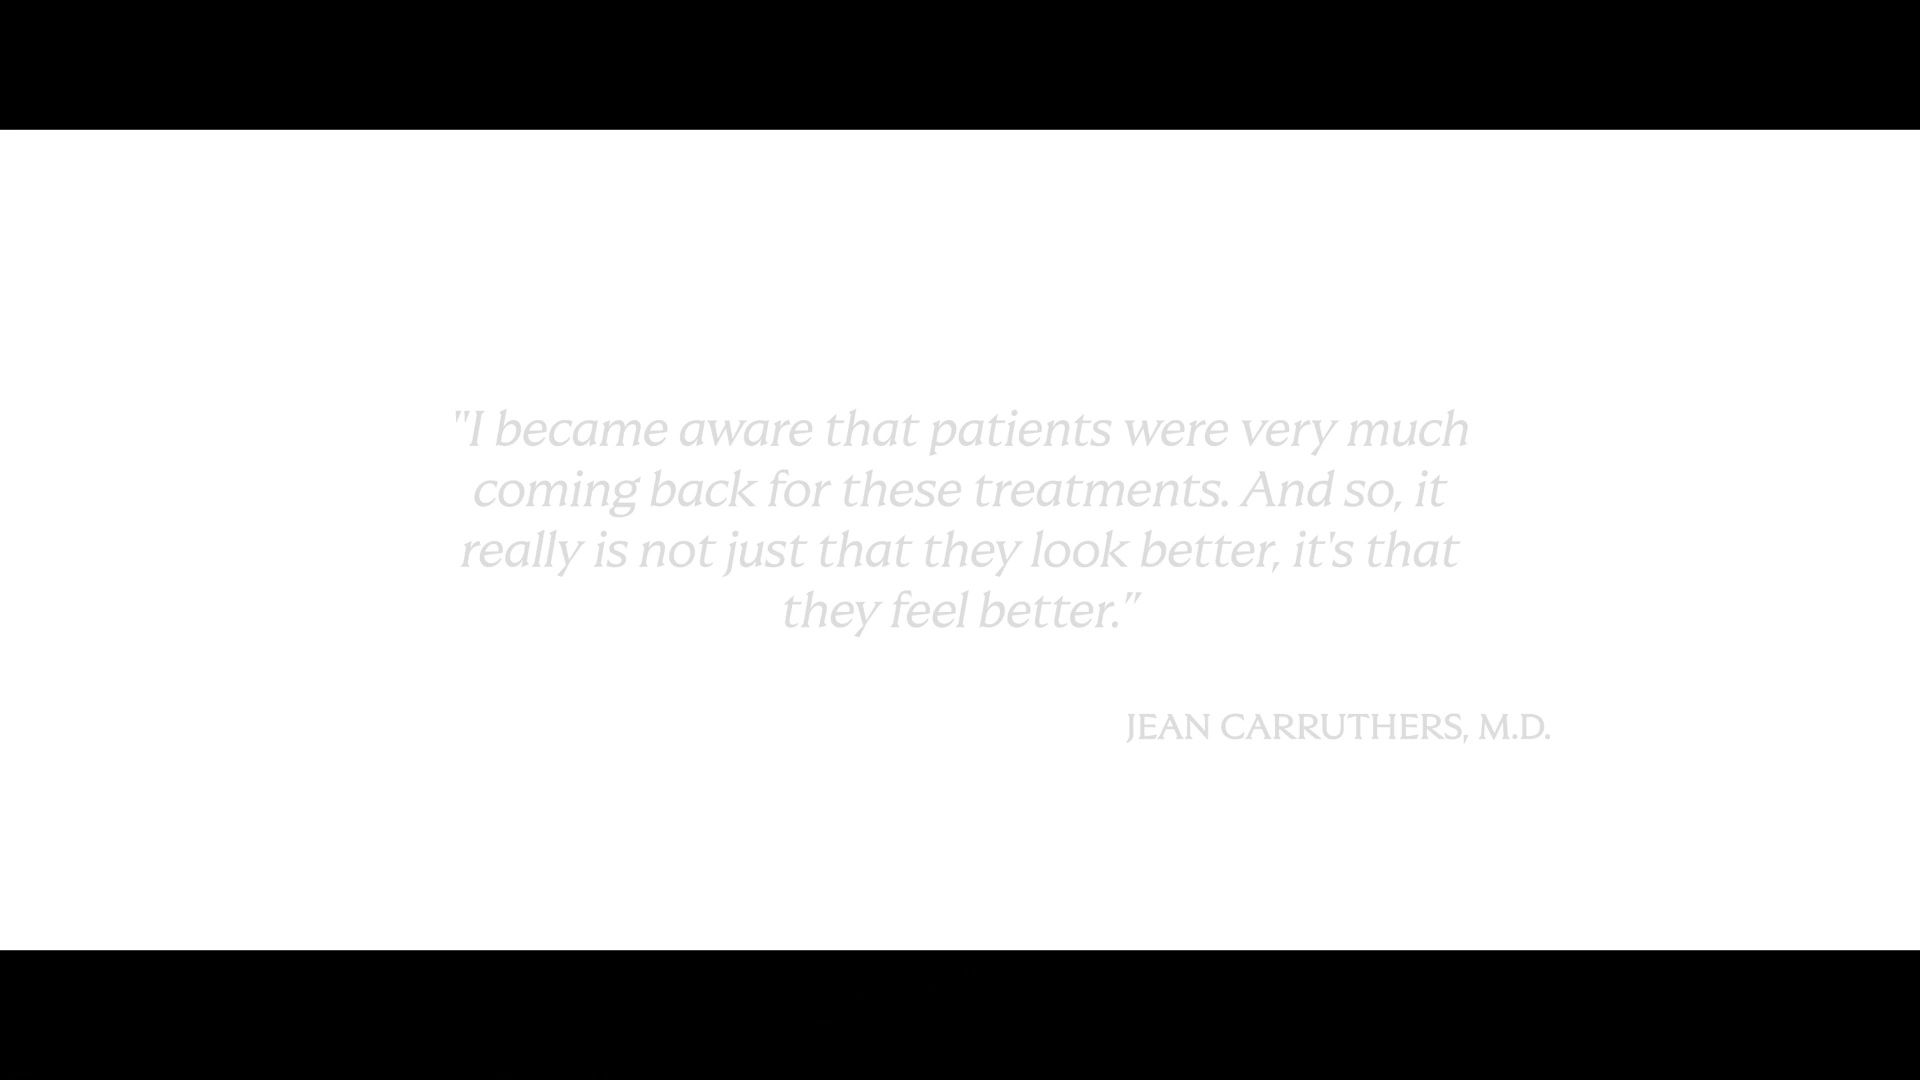 "I became aware that patients were very much
coming back for these treatments. And so, it
really is not just that they look better, it's that
they feel better.”
JEAN CARRUTHERS, M.D.